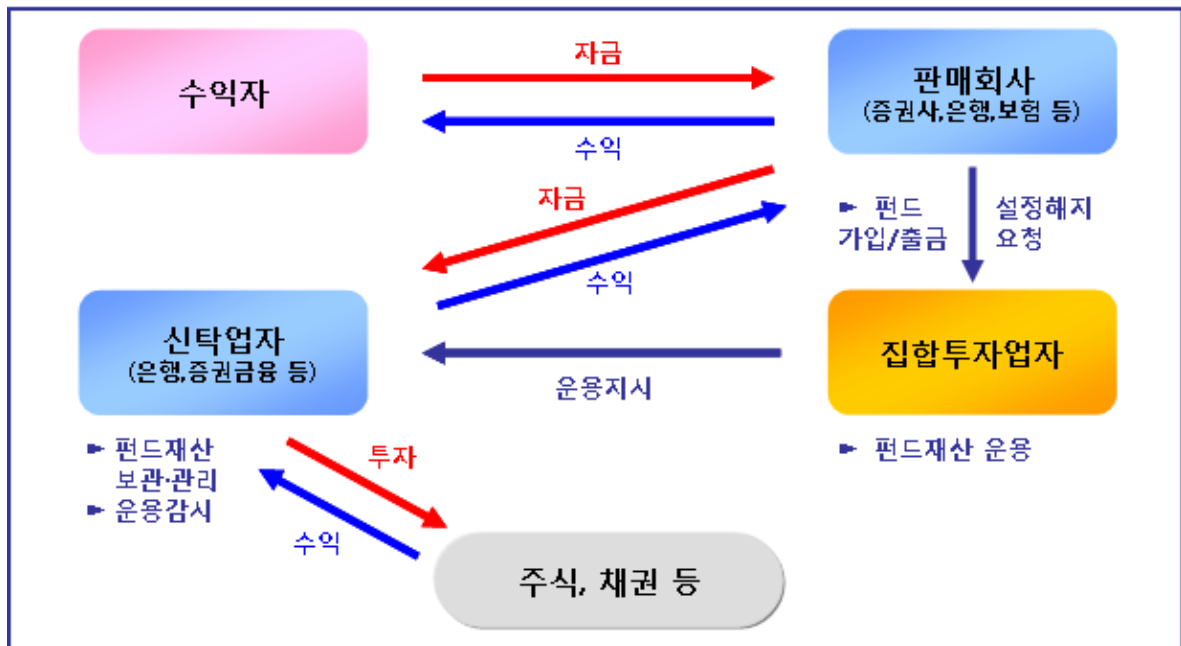 자금
수익자
판매회사
(증권사,은행,보험 등)
수익
자금
► 펀드
가입/출금
설정해지
요청
수익
신탁업자
(은행,증권금융 등)
집합투자업자
운용지시
► 펀드재산
보관·관리
► 운용감시
투자
► 펀드재산 운용
수익
주식, 채권 등